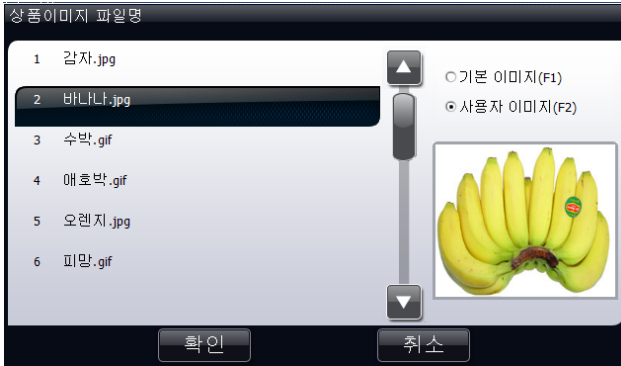 상품이미지 파일명
1 감자.jpg
2 바나나.jpg
3 수박.gif
4 애호박.gif
5 오렌지.jpg
6 피망.gif
기본 이미지(F1)
사용자 이미지(F2)
확인
취소